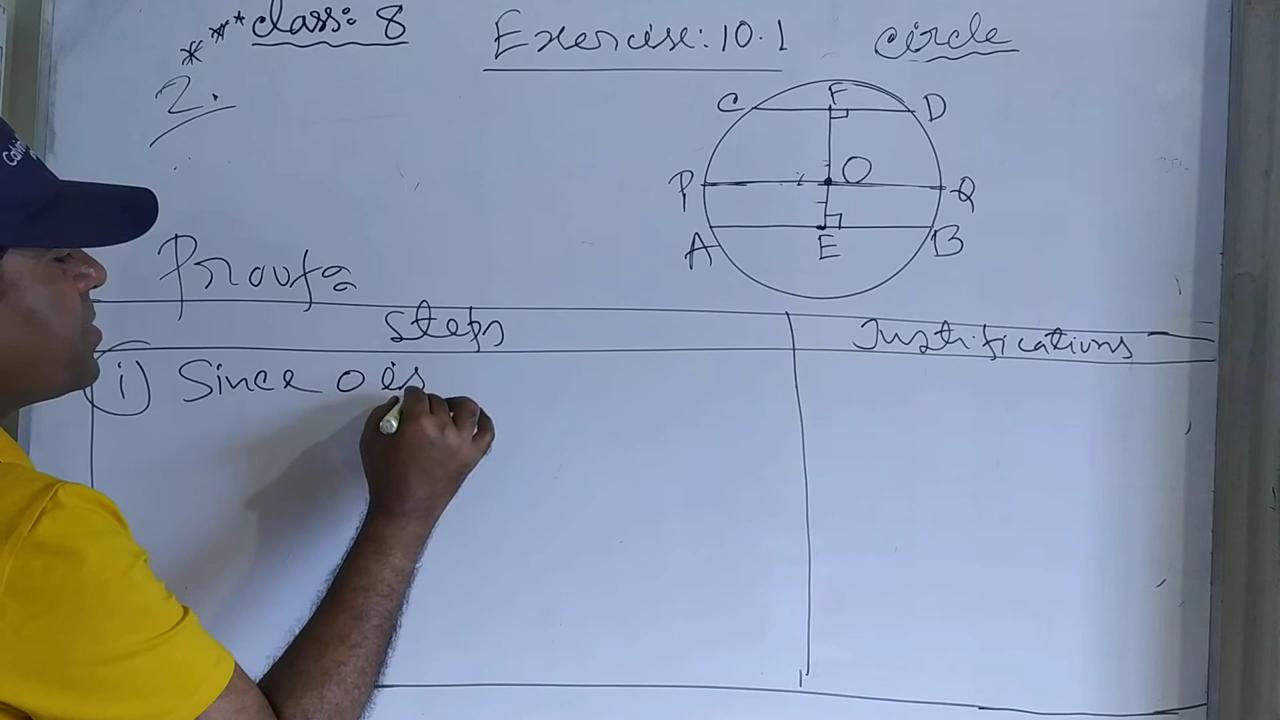 *** class: 8 Exercise: 10.1 circle
2.
C F D
P O Q
A E B
Proof:
Steps Justifications
i) Since O is